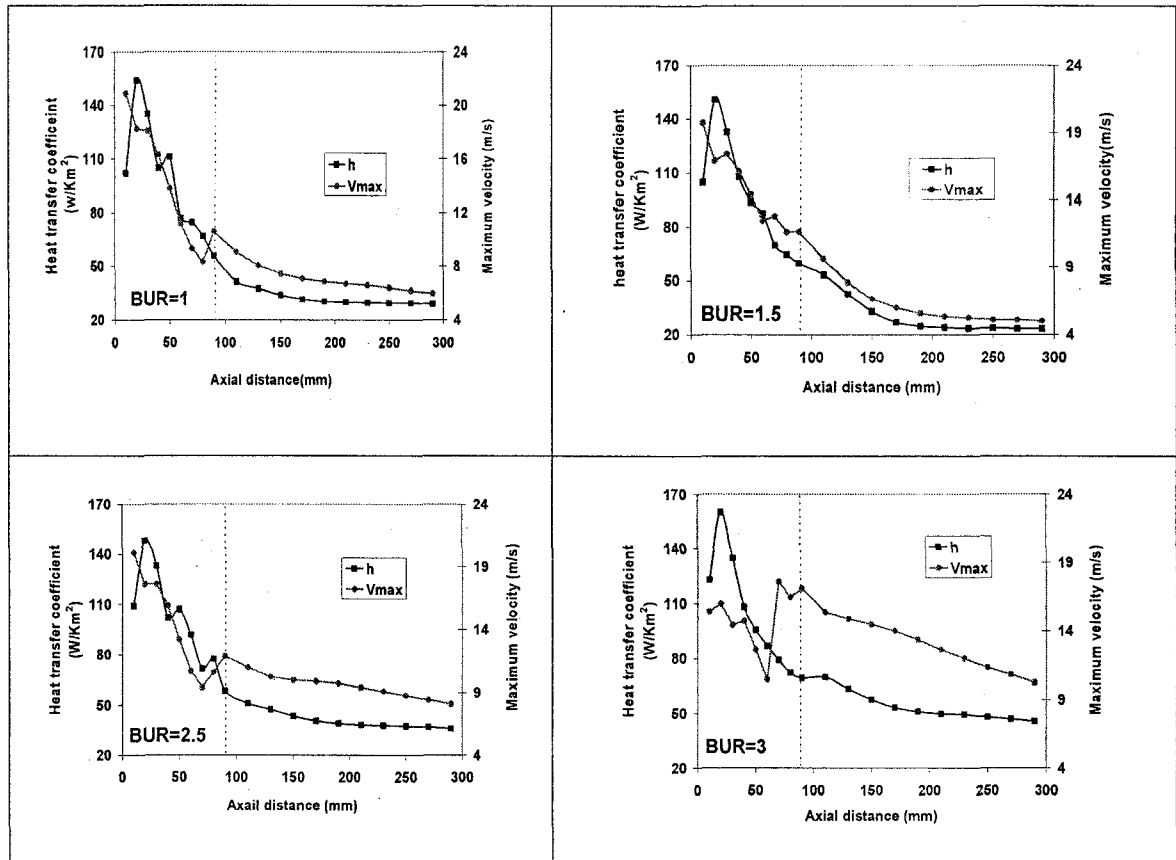 170
140
110
80
50
20
24
20
16
12
8
4
0 50 100 150 200 250 300
Heat transfer coefficeint
(W/Km²)
Maximum velocity (m/s)
Axial distance(mm)
h
Vmax
BUR=1
170
140
110
80
50
20
24
19
14
9
4
0 50 100 150 200 250 300
heat transfer coefficient
(W/Km²)
Maximum velocity(m/s)
Axial distance (mm)
h
Vmax
BUR=1.5
170
140
110
80
50
20
24
19
14
9
4
0 50 100 150 200 250 300
Heat transfer coefficient
(W/Km²)
Maximum velocity (m/s)
Axail distance (mm)
h
Vmax
BUR=2.5
170
140
110
80
50
20
24
19
14
9
4
0 50 100 150 200 250 300
Heat transfer coefficient
(W/Km²)
Maximum velocity (m/s)
Axial distance (mm)
h
Vmax
BUR=3